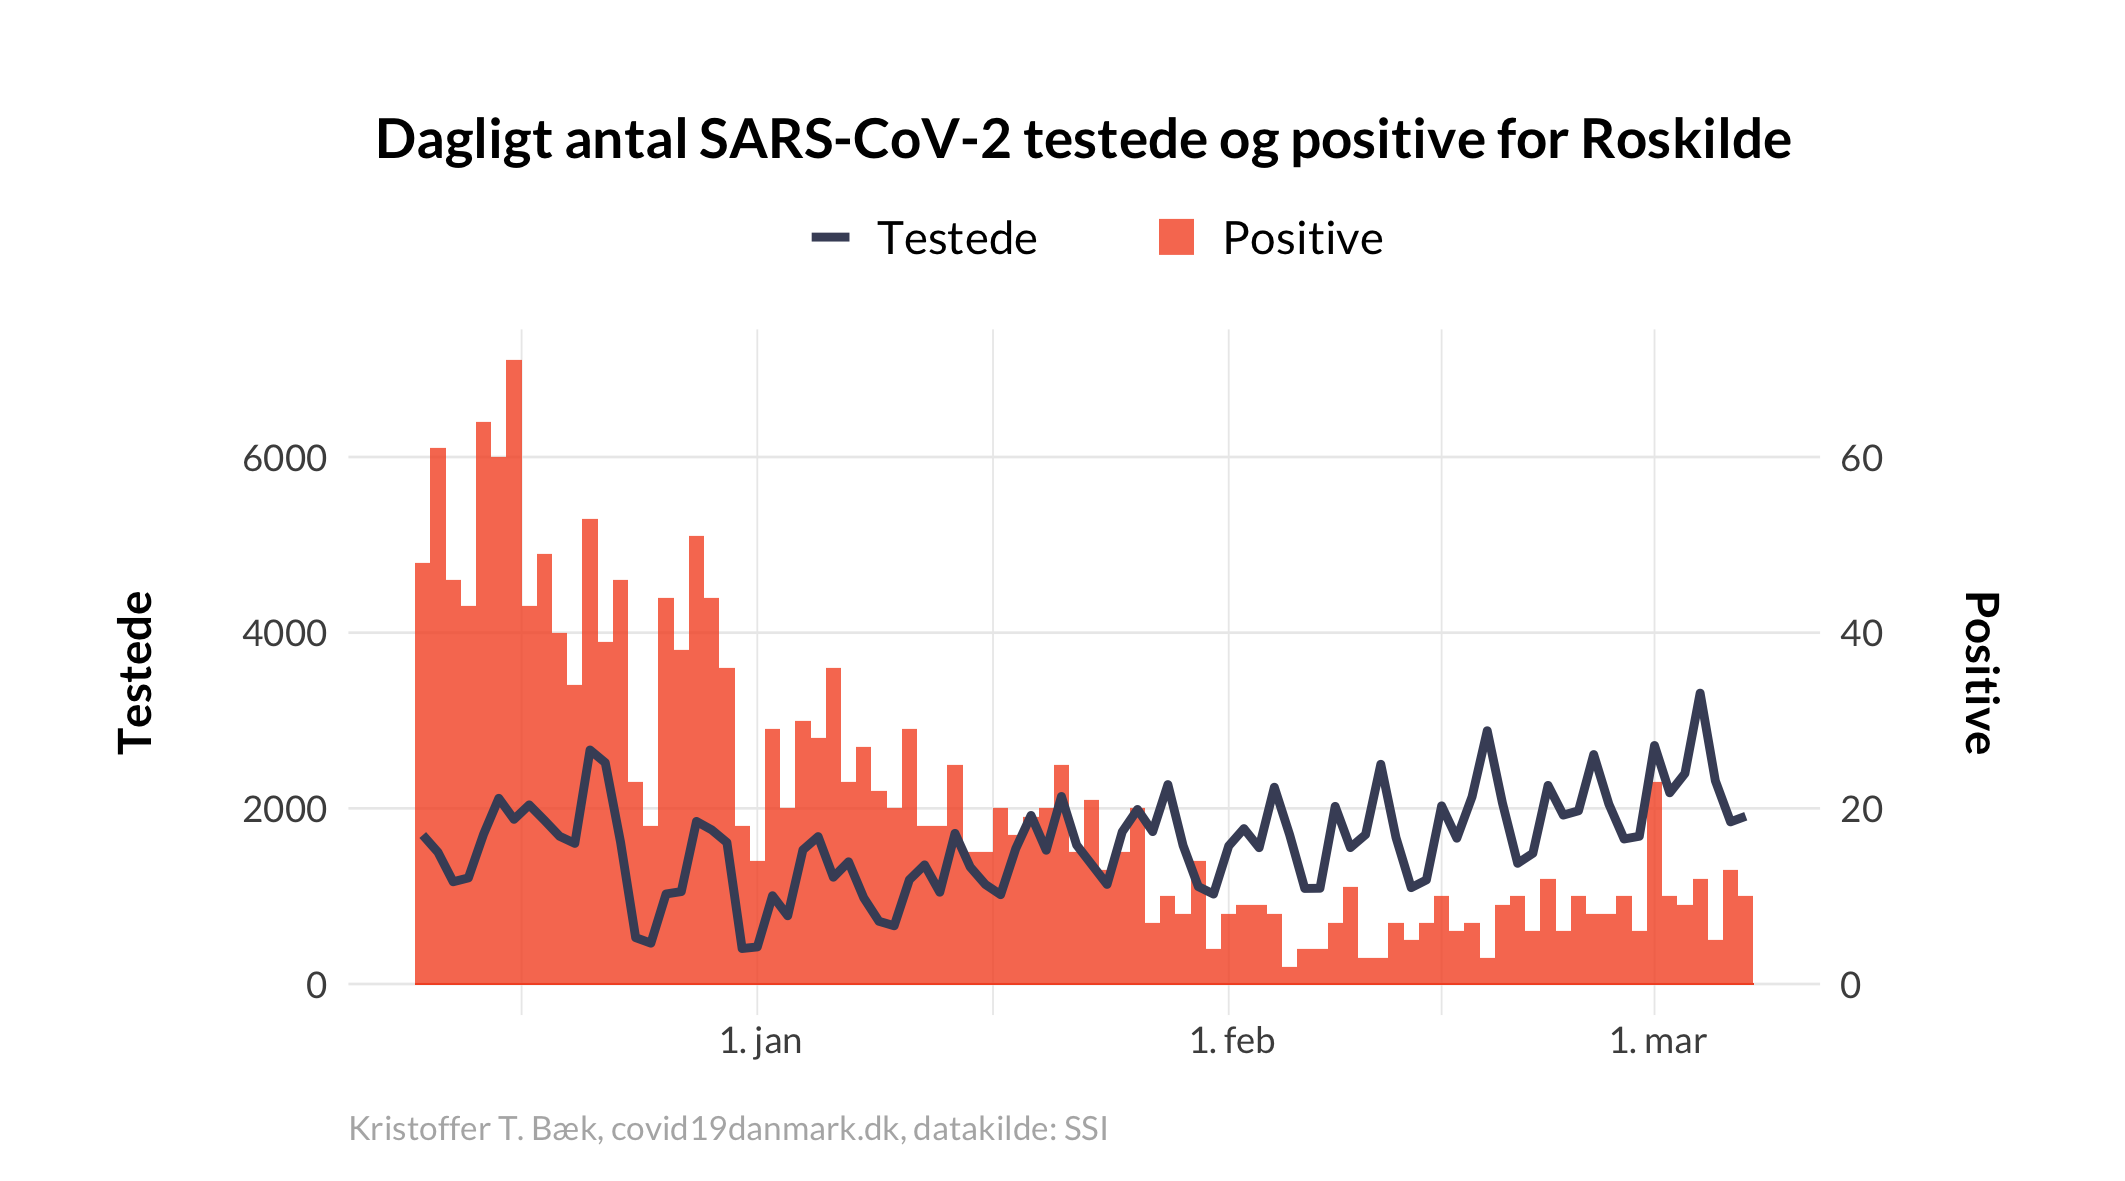 Dagligt antal SARS-CoV-2 testede og positive for Roskilde
Testede
Positive
6000
4000
2000
0
Testede
60
40
20
0
Positive
1. jan
1. feb
1. mar
Kristoffer T. Bæk, covid19danmark.dk, datakilde: SSI